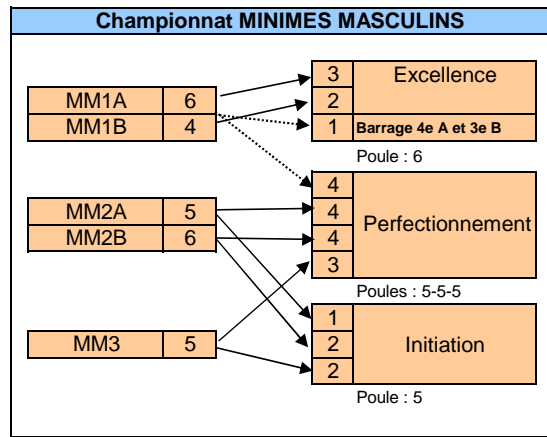 Championnat MINIMES MASCULINS
3 Excellence
MM1A 6
2
MM1B 4
1 Barrage 4e A et 3e B
Poule : 6
4
MM2A 5
4 Perfectionnement
MM2B 6
4
3
Poules : 5-5-5
1
MM3 5
2 Initiation
2
Poule : 5